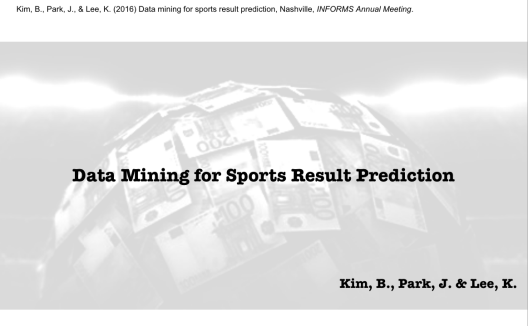 Kim, B., Park, J., & Lee, K. (2016) Data mining for sports result prediction, Nashville, INFORMS Annual Meeting.
Data Mining for Sports Result Prediction
Kim, B., Park, J. & Lee, K.